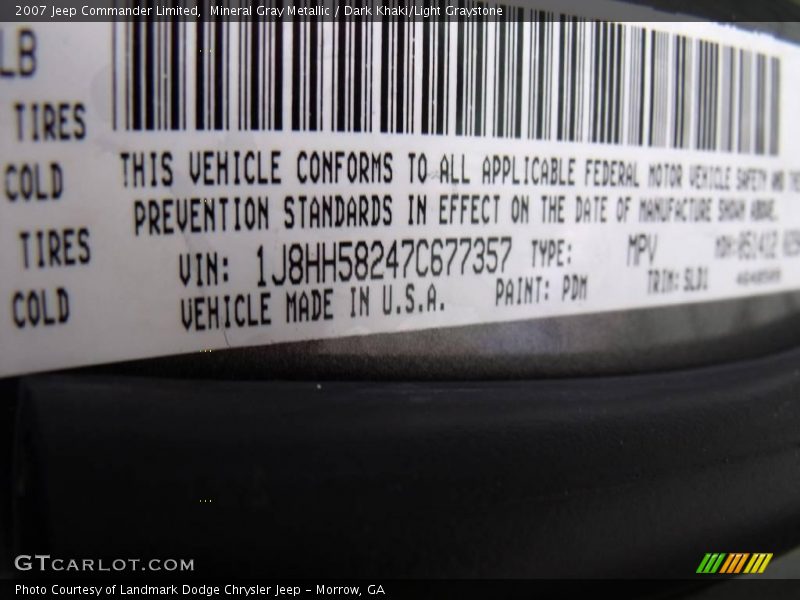 2007 Jeep Commander Limited, Mineral Gray Metallic / Dark Khaki/Light Graystone
LB
TIRES
COLD
TIRES
COLD
THIS VEHICLE CONFORMS TO ALL APPLICABLE FEDERAL MOTOR VEHICLE SAFETY AND
PREVENTION STANDARDS IN EFFECT ON THE DATE OF MANUFACTURE SHOWN ABOVE.
VIN: 1J8HH58247C677357 TYPE: MPV MDH:051412
VEHICLE MADE IN U.S.A. PAINT: PDM TRIM:
GTCARLOT.COM
Photo Courtesy of Landmark Dodge Chrysler Jeep - Morrow, GA